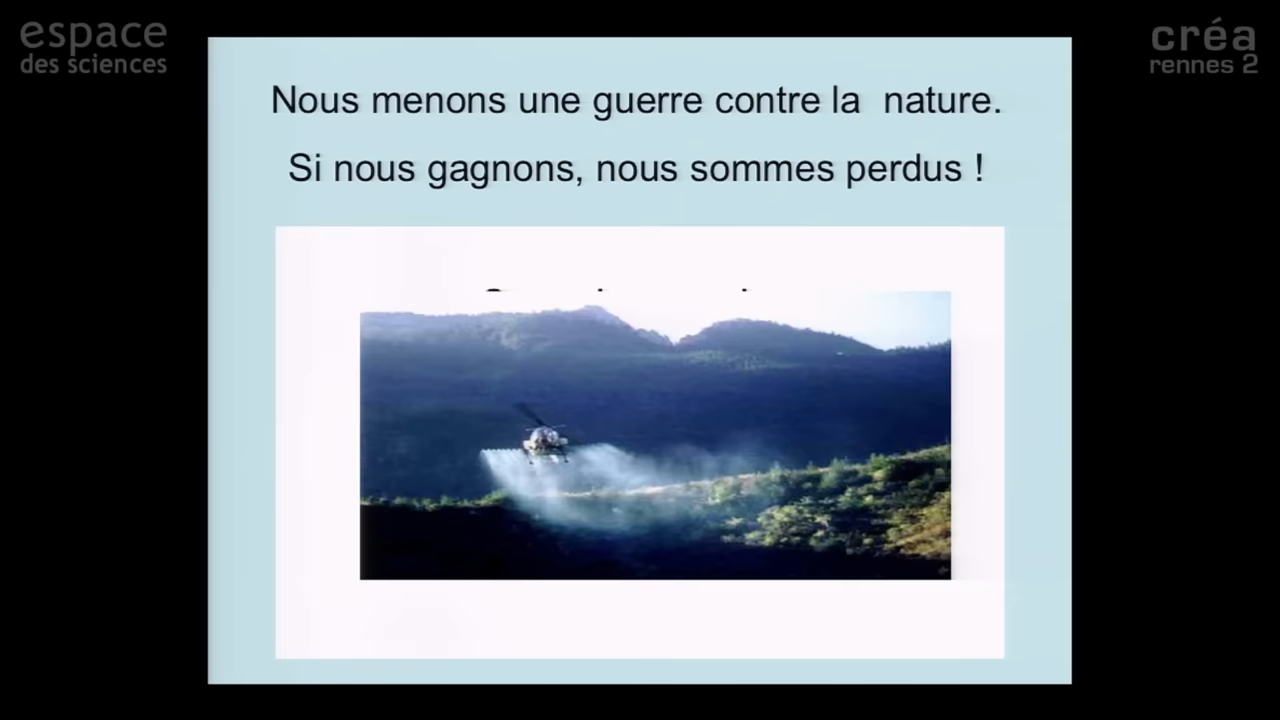 espace
des sciences
créa
rennes 2
Nous menons une guerre contre la  nature.
Si nous gagnons, nous sommes perdus !